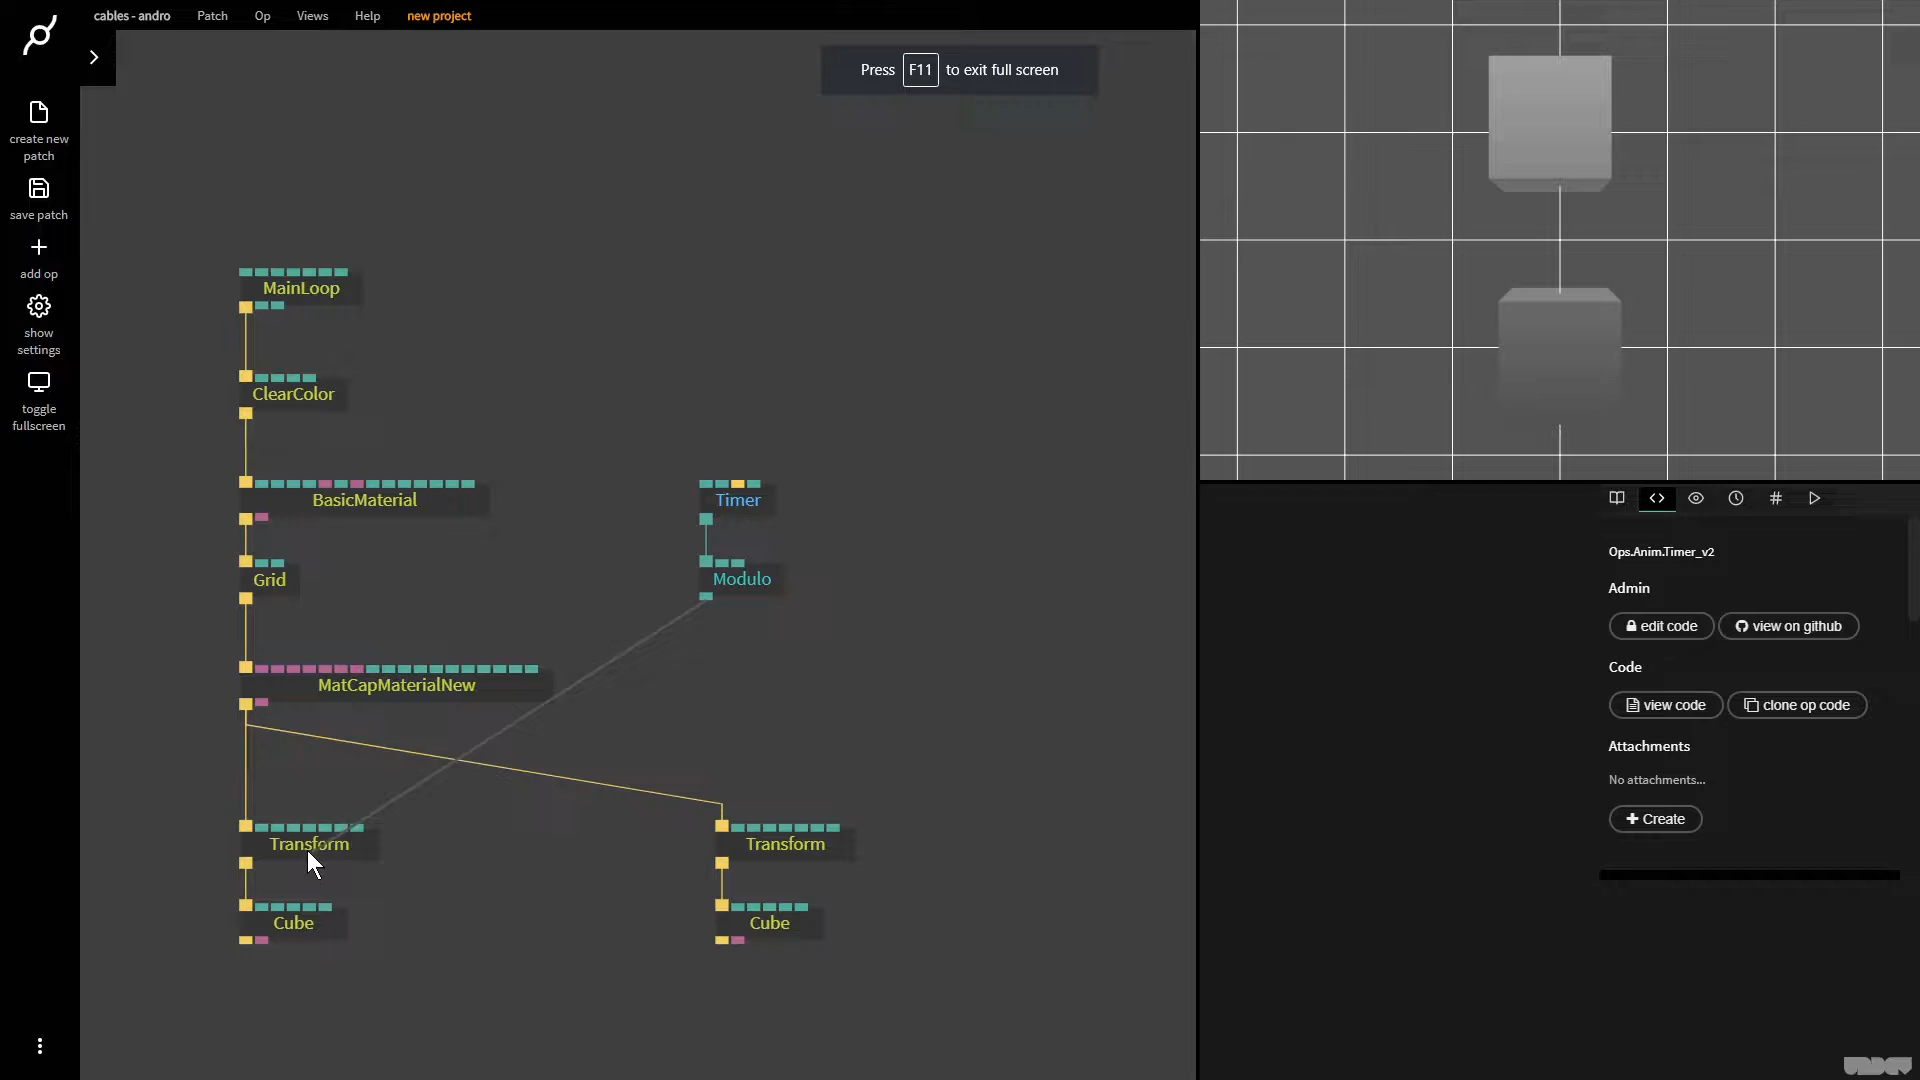 cables - andro
Patch
Op
Views
Help
new project
Press F11 to exit full screen
create new
patch
save patch
add op
show
settings
toggle
fullscreen
MainLoop
ClearColor
BasicMaterial
Timer
Grid
Modulo
MatCapMaterialNew
Transform
Transform
Cube
Cube
Ops.Anim.Timer_v2
Admin
edit code
view on github
Code
view code
clone op code
Attachments
No attachments...
Create